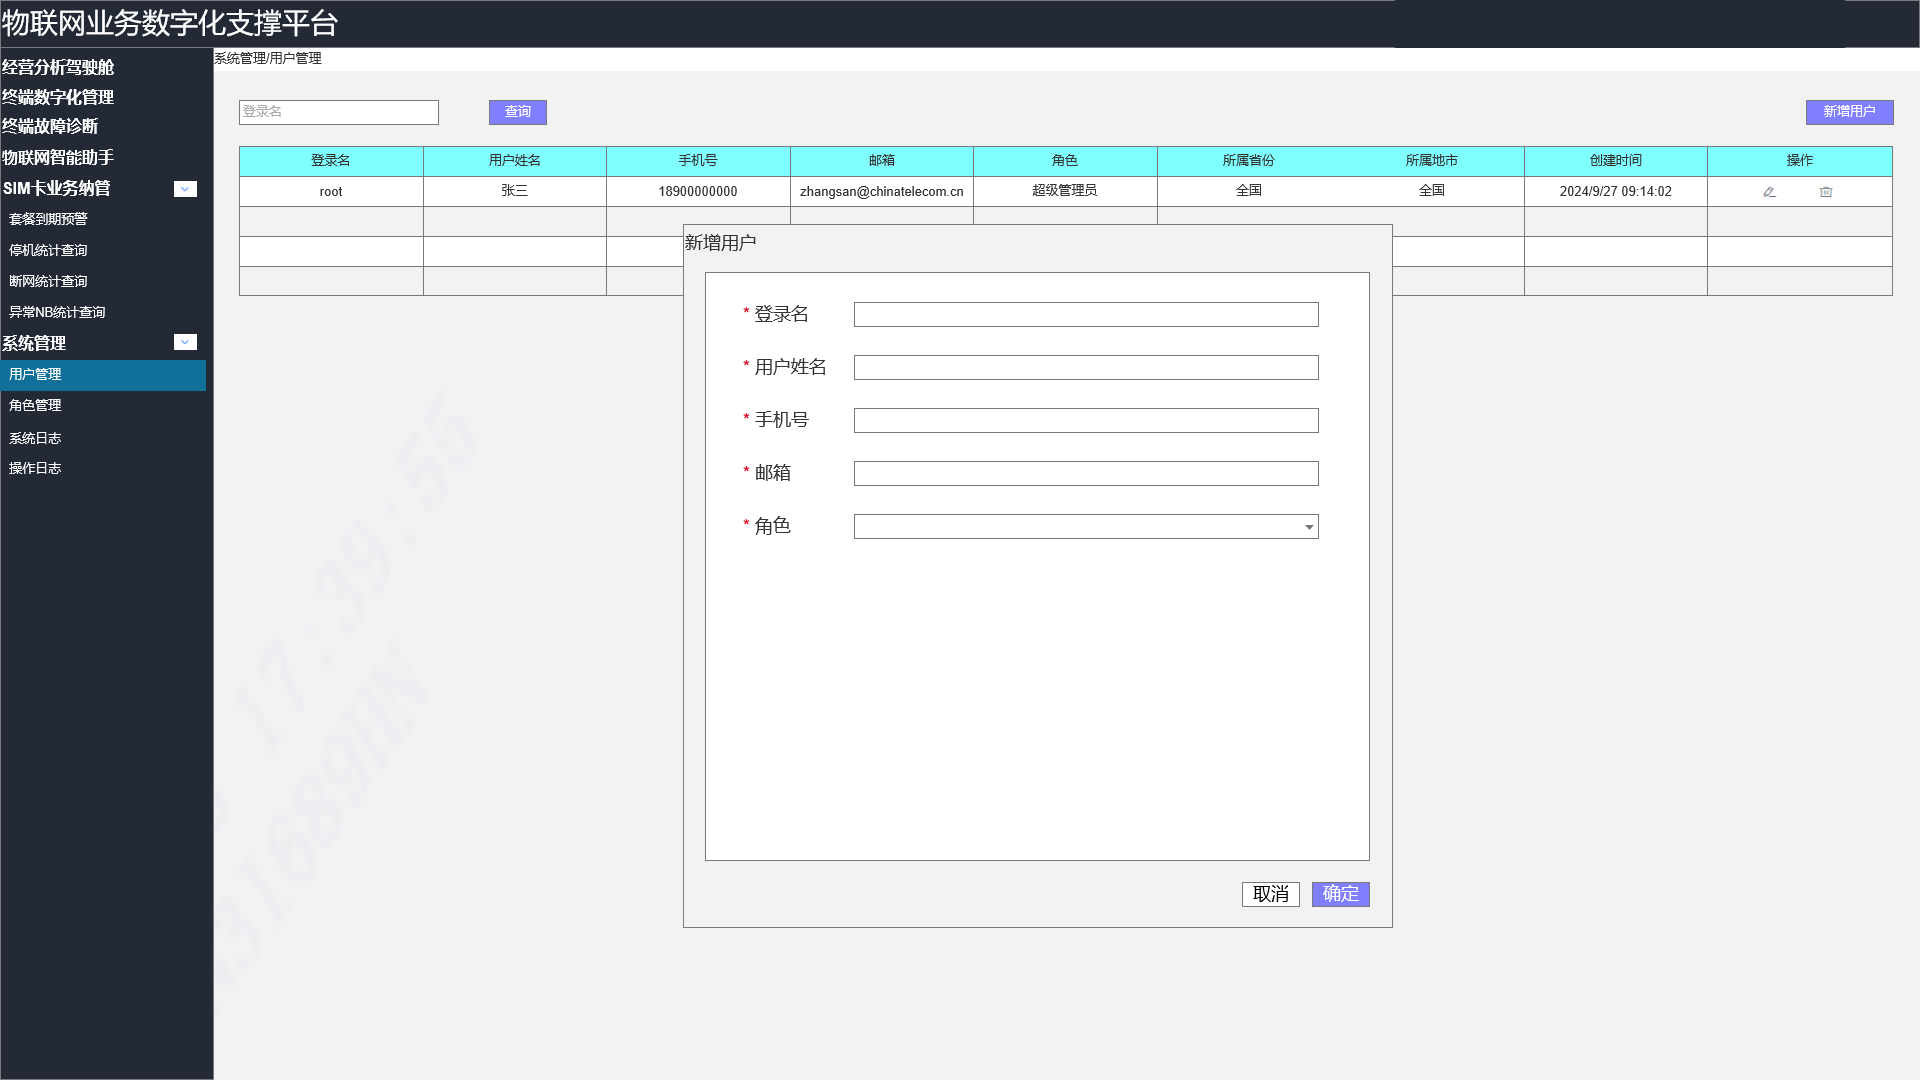 物联网业务数字化支撑平台
经营分析驾驶舱
终端数字化管理
终端故障诊断
物联网智能助手
SIM卡业务纳管
套餐到期预警
停机统计查询
断网统计查询
异常NB统计查询
系统管理
用户管理
角色管理
系统日志
操作日志
系统管理/用户管理
登录名 查询 新增用户
登录名 用户姓名 手机号 邮箱 角色 所属省份 所属地市 创建时间 操作
root 张三 18900000000 zhangsan@chinatelecom.cn 超级管理员 全国 全国 2024/9/27 09:14:02
新增用户
* 登录名
* 用户姓名
* 手机号
* 邮箱
* 角色
取消 确定
17:39:55
31689HN